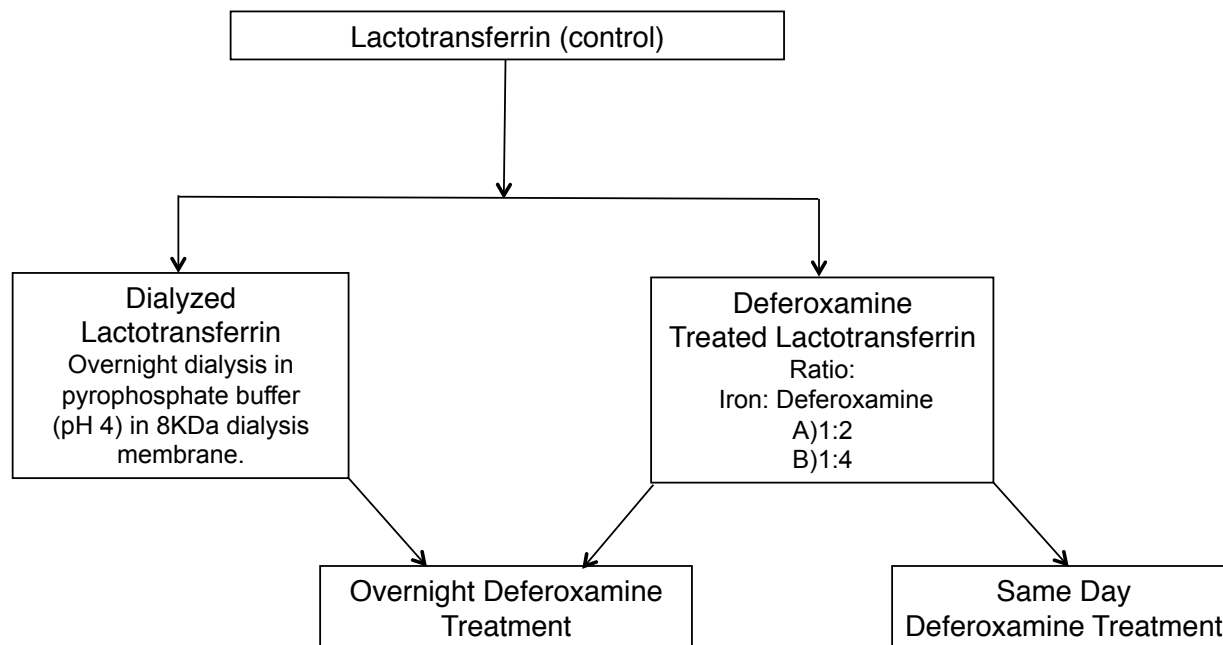 Lactotransferrin (control)
Dialyzed
Lactotransferrin
Overnight dialysis in
pyrophosphate buffer
(pH 4) in 8KDa dialysis
membrane.
Deferoxamine
Treated Lactotransferrin
Ratio:
Iron: Deferoxamine
A)1:2
B)1:4
Overnight Deferoxamine
Treatment
Same Day
Deferoxamine Treatment